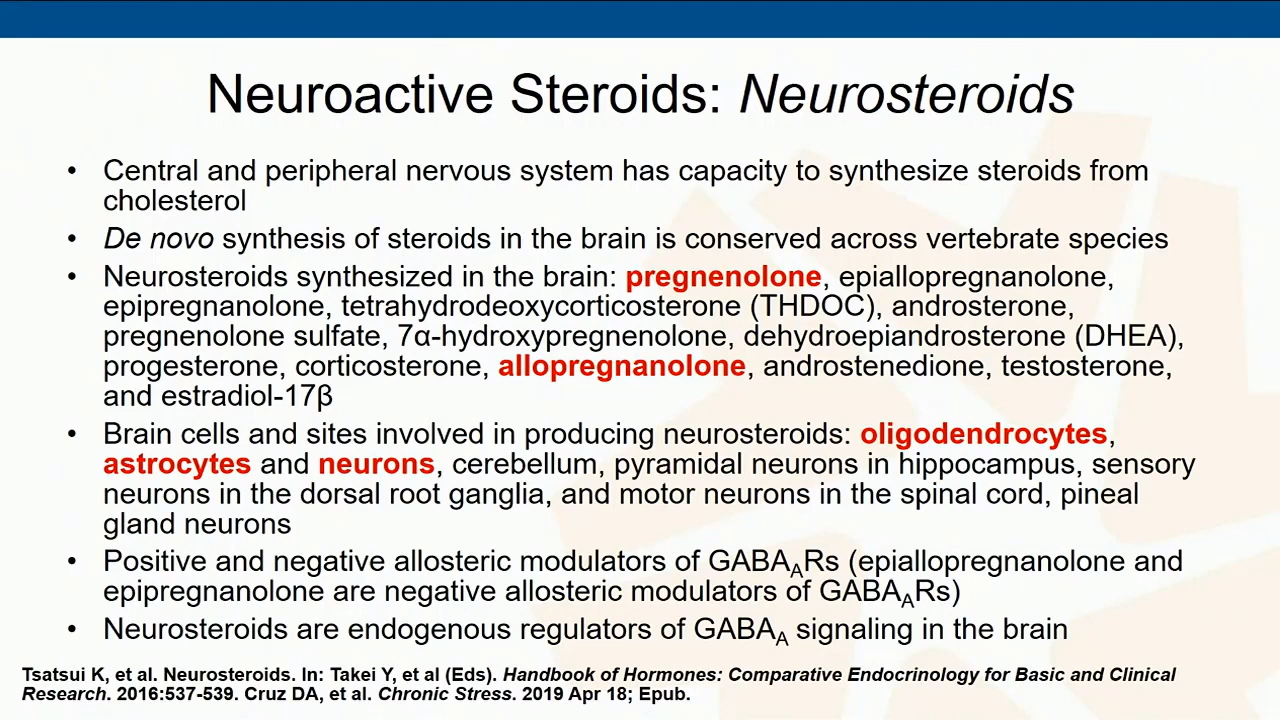 Neuroactive Steroids: Neurosteroids
• Central and peripheral nervous system has capacity to synthesize steroids from
cholesterol
• De novo synthesis of steroids in the brain is conserved across vertebrate species
• Neurosteroids synthesized in the brain: pregnenolone, epiallopregnanolone,
epipregnanolone, tetrahydrodeoxycorticosterone (THDOC), androsterone,
pregnenolone sulfate, 7α-hydroxypregnenolone, dehydroepiandrosterone (DHEA),
progesterone, corticosterone, allopregnanolone, androstenedione, testosterone,
and estradiol-17β
• Brain cells and sites involved in producing neurosteroids: oligodendrocytes,
astrocytes and neurons, cerebellum, pyramidal neurons in hippocampus, sensory
neurons in the dorsal root ganglia, and motor neurons in the spinal cord, pineal
gland neurons
• Positive and negative allosteric modulators of GABAARs (epiallopregnanolone and
epipregnanolone are negative allosteric modulators of GABAARs)
• Neurosteroids are endogenous regulators of GABAA signaling in the brain
Tsatsui K, et al. Neurosteroids. In: Takei Y, et al (Eds). Handbook of Hormones: Comparative Endocrinology for Basic and Clinical
Research. 2016:537-539. Cruz DA, et al. Chronic Stress. 2019 Apr 18; Epub.